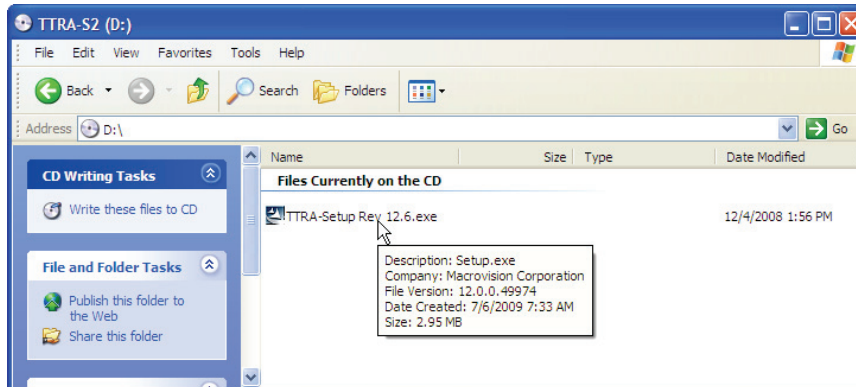 TTRA-S2 (D:)
File Edit View Favorites Tools Help
Back Search Folders
Address D:\ Go
Name Size Type Date Modified
CD Writing Tasks
Write these files to CD
File and Folder Tasks
Publish this folder to
the Web
Share this folder
Files Currently on the CD
TTRA-Setup Rev 12.6.exe 12/4/2008 1:56 PM
Description: Setup.exe
Company: Macrovision Corporation
File Version: 12.0.0.49974
Date Created: 7/6/2009 7:33 AM
Size: 2.95 MB